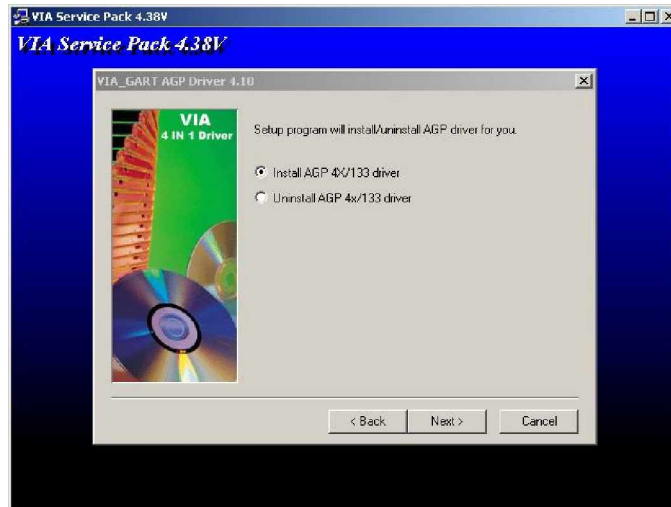 VIA Service Pack 4.38V
VIA Service Pack 4.38V
VIA_GART AGP Driver 4.10
VIA
4 IN 1 Driver
Setup program will install/uninstall AGP driver for you.
Install AGP 4X/133 driver
Uninstall AGP 4x/133 driver
< Back
Next >
Cancel